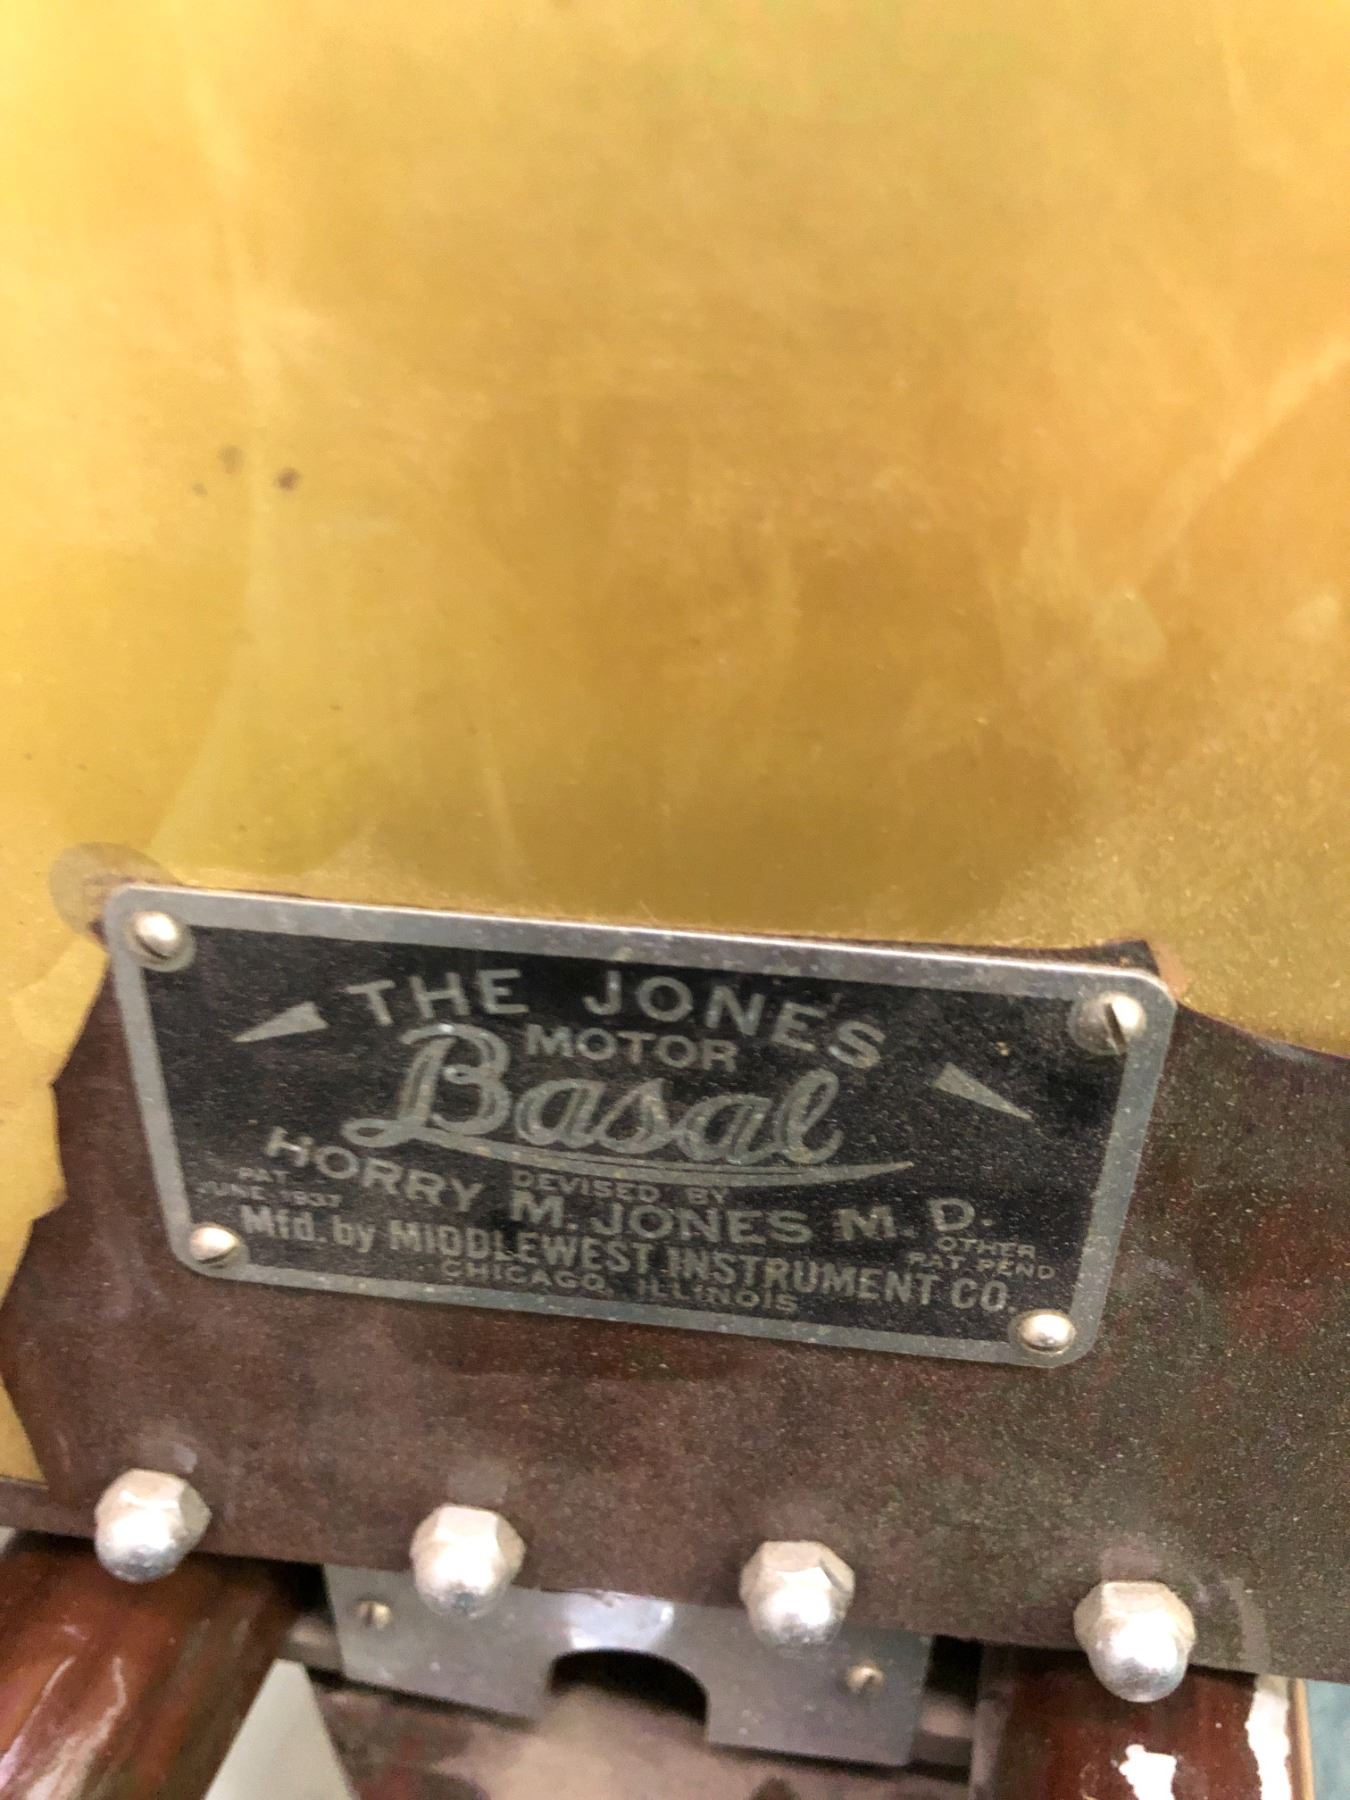 THE JONES
MOTOR
Basal
DEVISED BY
HORRY M. JONES M. D.
PAT.
JUNE 1937
OTHER
PAT. PEND
Mfd. by MIDDLEWEST INSTRUMENT CO.
CHICAGO, ILLINOIS